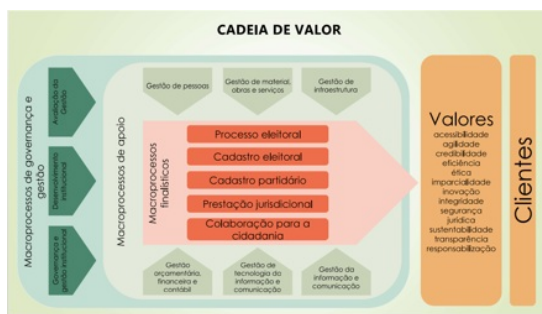 CADEIA DE VALOR
Macroprocessos de governança e
gestão
Avaliação da
Gestão
Desenvolvimento
Institucional
Governança e
gestão institucional
Macroprocessos de apoio
Gestão de pessoas
Gestão de material,
obras e serviços
Gestão de
infraestrutura
Macroprocessos
finalísticos
Processo eleitoral
Cadastro eleitoral
Cadastro partidário
Prestação jurisdicional
Colaboração para a
cidadania
Gestão
orçamentária,
financeira e
contábil
Gestão de
tecnologia da
informação e
comunicação
Gestão da
informação e
comunicação
Valores
acessibilidade
agilidade
credibilidade
eficiência
ética
imparcialidade
inovação
integridade
segurança
jurídica
sustentabilidade
transparência
responsabilização
Clientes